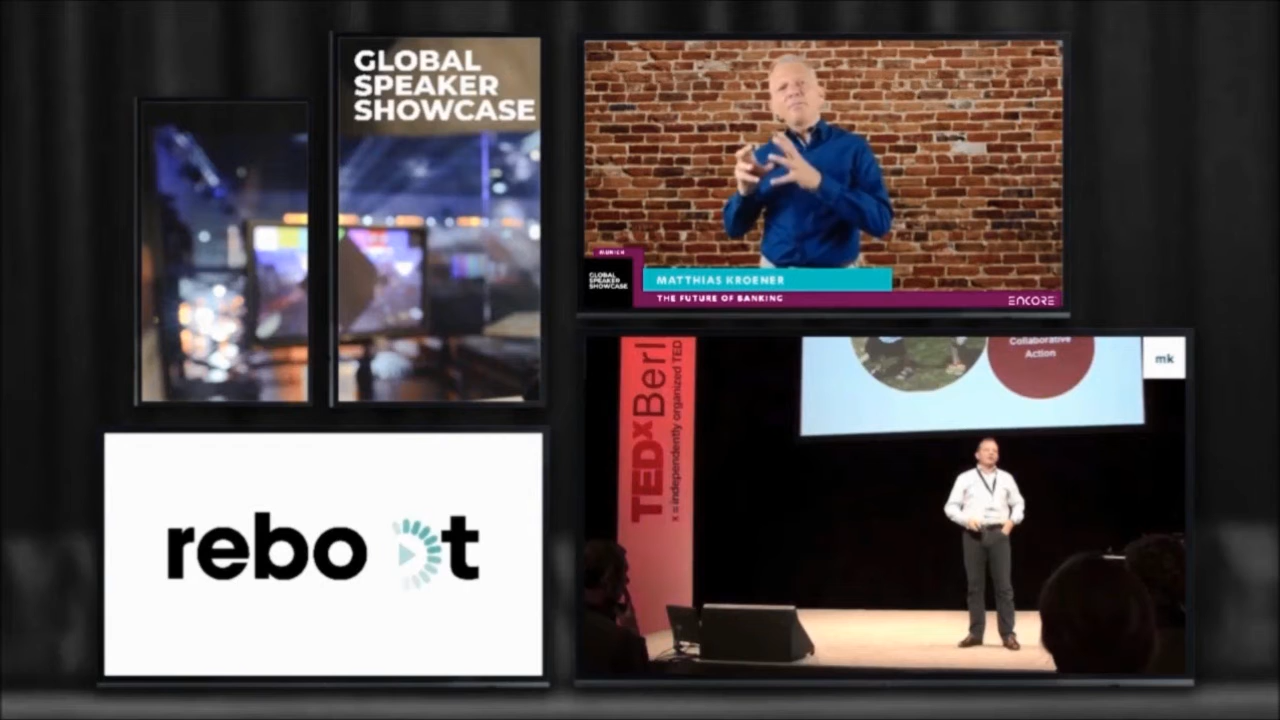 GLOBAL
SPEAKER
SHOWCASE
MUNICH
GLOBAL
SPEAKER
SHOWCASE
MATTHIAS KROENER
THE FUTURE OF BANKING
ENCORE
rebo t
TEDxBerl
x = independently organized TED
Collaborative
Action
mk